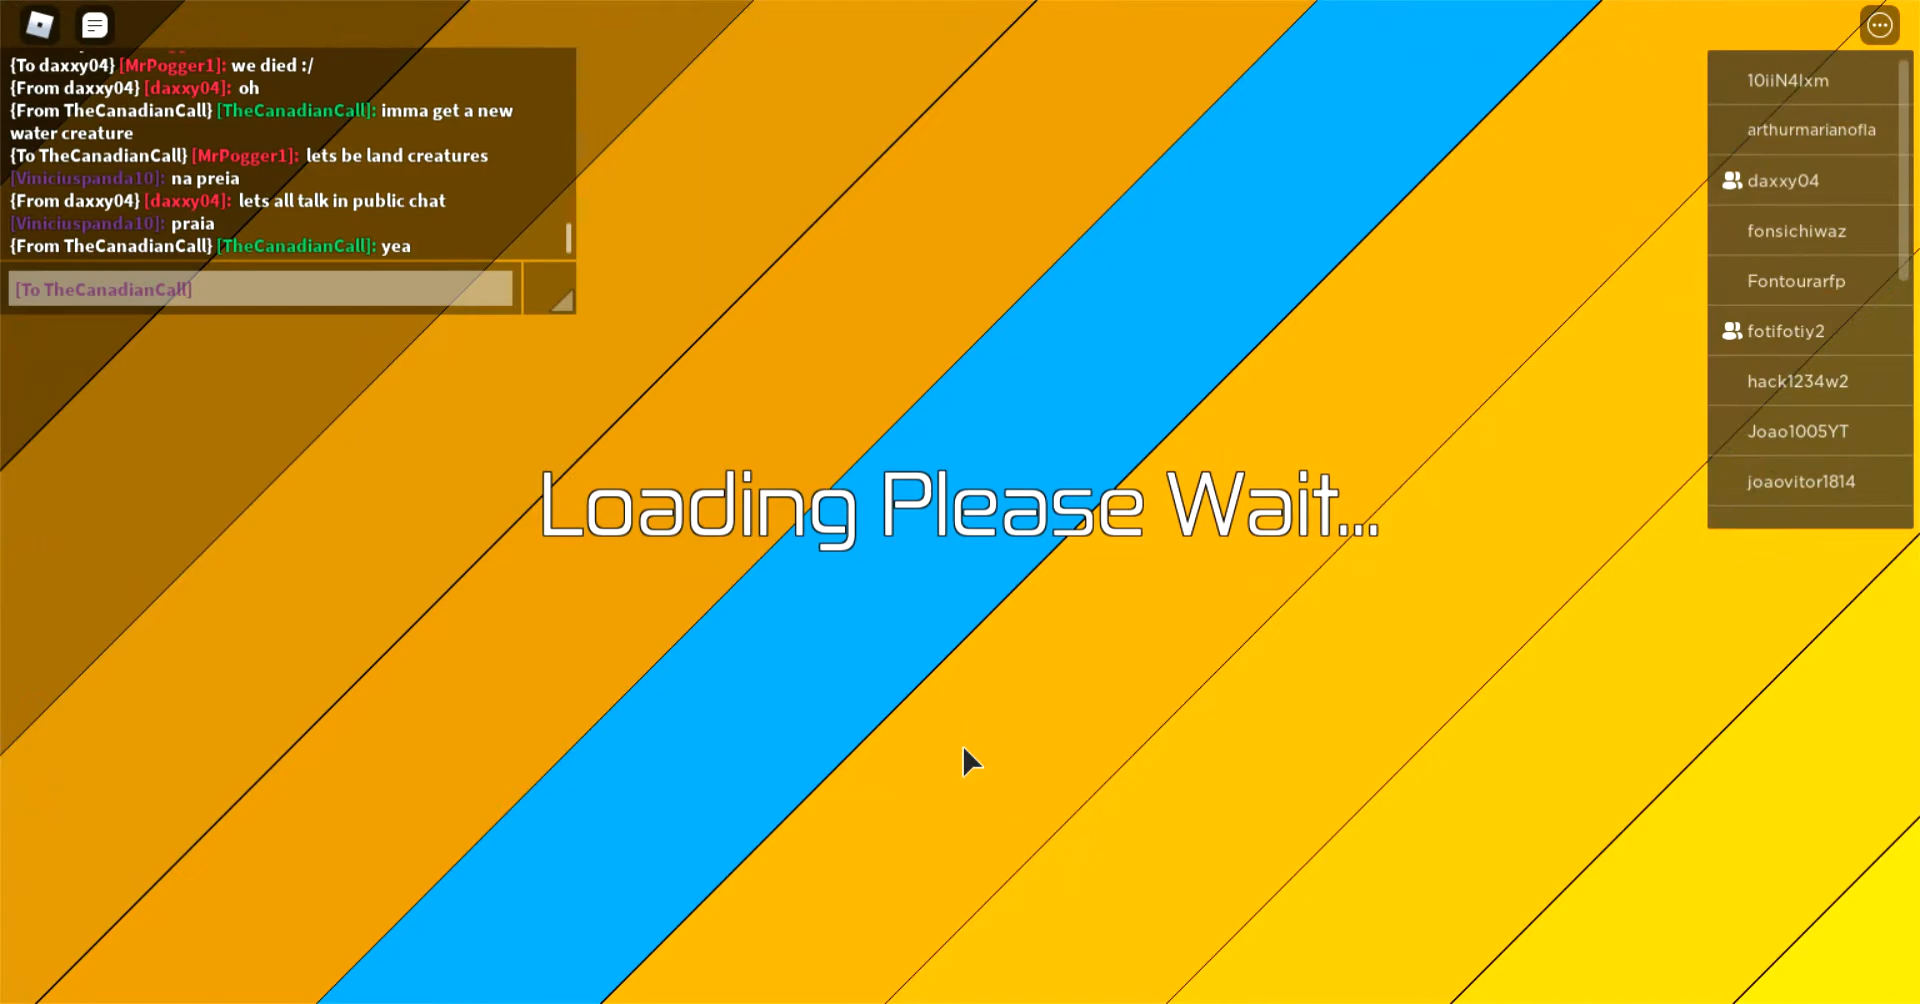 {To daxxy04} [MrPogger1]: we died :/
{From daxxy04} [daxxy04]: oh
{From TheCanadianCall} [TheCanadianCall]: imma get a new
water creature
{To TheCanadianCall} [MrPogger1]: lets be land creatures
[Viniciuspanda10]: na preia
{From daxxy04} [daxxy04]: lets all talk in public chat
[Viniciuspanda10]: praia
{From TheCanadianCall} [TheCanadianCall]: yea
[To TheCanadianCall]
10iiN4lxm
arthurmarianofla
daxxy04
fonsichiwaz
Fontourarfp
fotifotiy2
hack1234w2
Joao1005YT
joaovitor1814
Loading Please Wait...